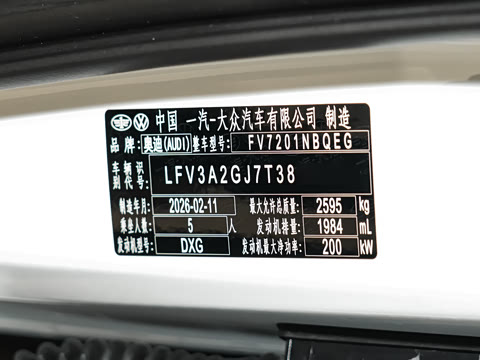 中国 一汽-大众汽车有限公司 制造
品牌 奥迪(AUDI) 整车型号: FV7201NBQEG
车辆识别代号: LFV3A2GJ7T38
制造年月 2026-02-11 最大允许总质量: 2595 kg
乘坐人数 5 人 发动机排量: 1984 mL
发动机型号: DXG 发动机最大净功率: 200 kW